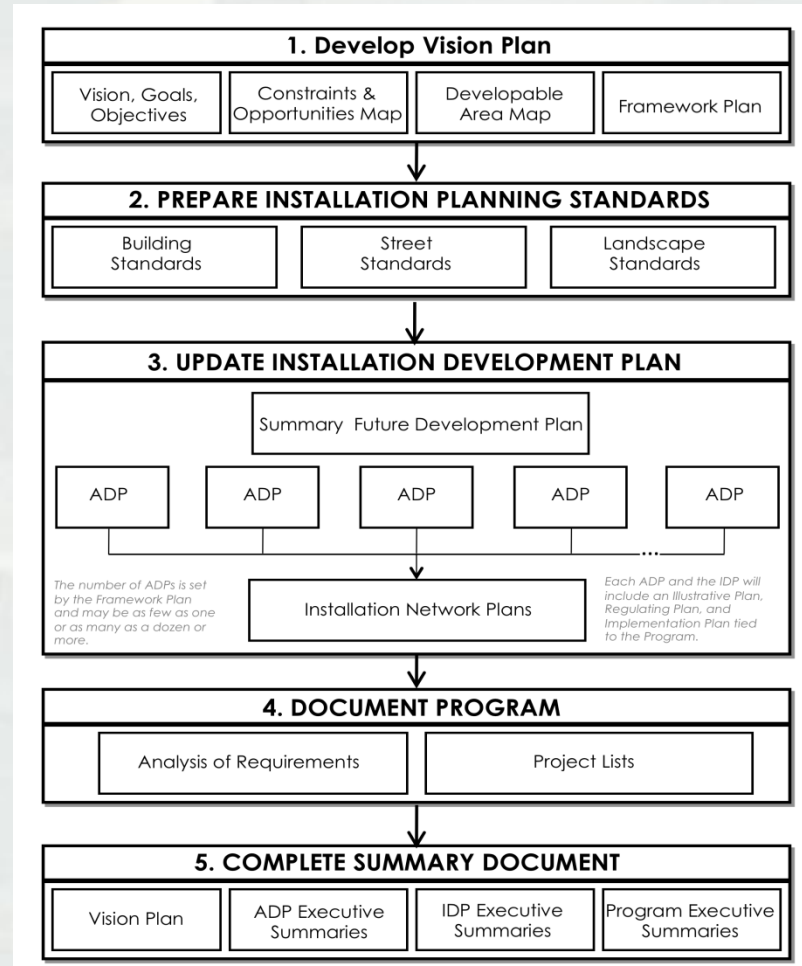 1. Develop Vision Plan
Vision, Goals,
Objectives
Constraints &
Opportunities Map
Developable
Area Map
Framework Plan
2. PREPARE INSTALLATION PLANNING STANDARDS
Building
Standards
Street
Standards
Landscape
Standards
3. UPDATE INSTALLATION DEVELOPMENT PLAN
Summary Future Development Plan
ADP
ADP
ADP
ADP
ADP
...
The number of ADPs is set
by the Framework Plan
and may be as few as one
or as many as a dozen or
more.
Installation Network Plans
Each ADP and the IDP will
include an Illustrative Plan,
Regulating Plan, and
Implementation Plan tied
to the Program.
4. DOCUMENT PROGRAM
Analysis of Requirements
Project Lists
5. COMPLETE SUMMARY DOCUMENT
Vision Plan
ADP Executive
Summaries
IDP Executive
Summaries
Program Executive
Summaries